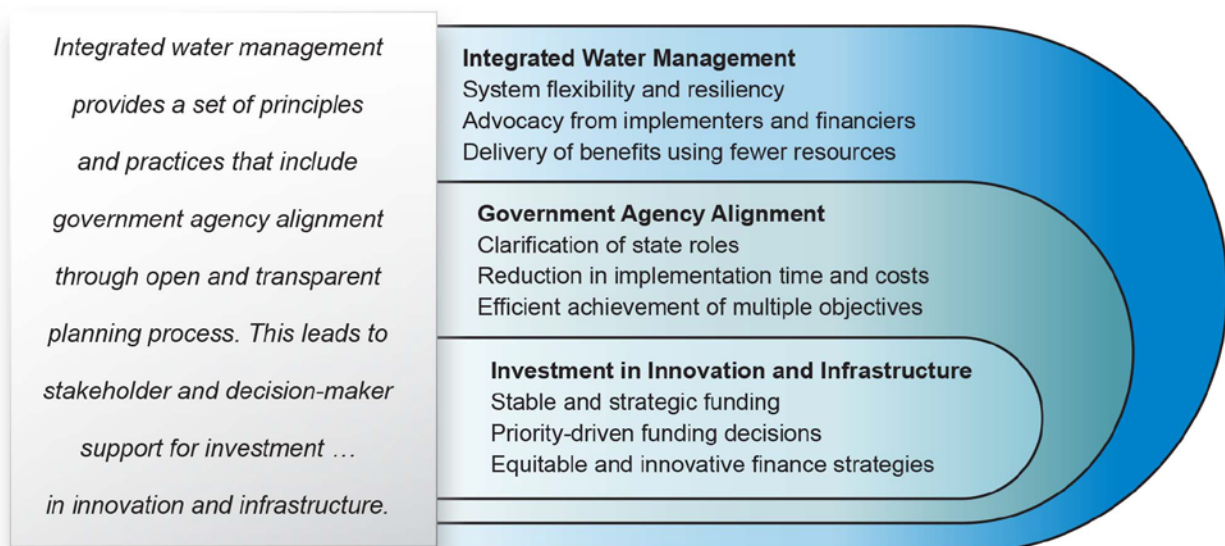 Integrated water management
provides a set of principles
and practices that include
government agency alignment
through open and transparent
planning process. This leads to
stakeholder and decision-maker
support for investment …
in innovation and infrastructure.
Integrated Water Management
System flexibility and resiliency
Advocacy from implementers and financiers
Delivery of benefits using fewer resources
Government Agency Alignment
Clarification of state roles
Reduction in implementation time and costs
Efficient achievement of multiple objectives
Investment in Innovation and Infrastructure
Stable and strategic funding
Priority-driven funding decisions
Equitable and innovative finance strategies